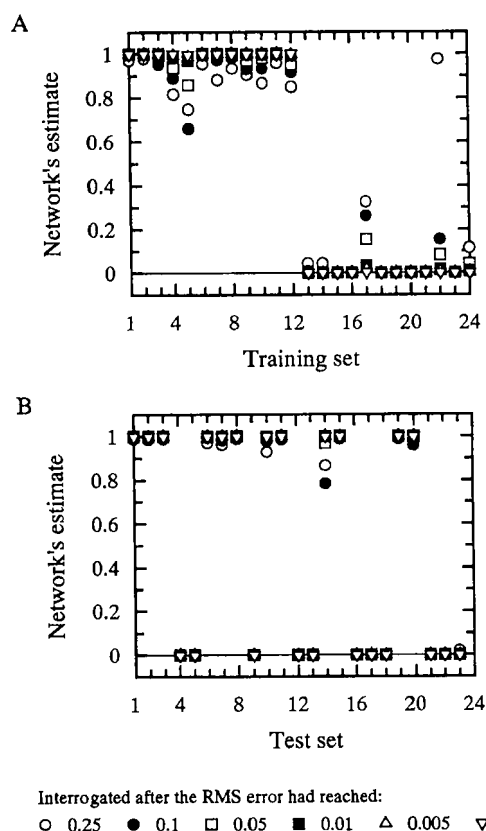 A
Network's estimate
1
0.8
0.6
0.4
0.2
0
1 4 8 12 16 20 24
Training set
B
Network's estimate
1
0.8
0.6
0.4
0.2
0
1 4 8 12 16 20 24
Test set
Interrogated after the RMS error had reached:
○ 0.25 ● 0.1 □ 0.05 ■ 0.01 △ 0.005 ▽